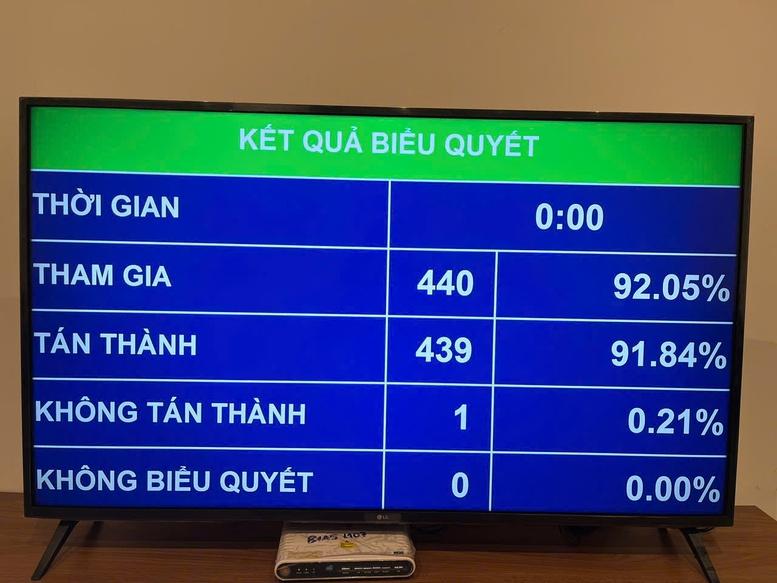 KẾT QUẢ BIỂU QUYẾT
THỜI GIAN 0:00
THAM GIA 440 92.05%
TÁN THÀNH 439 91.84%
KHÔNG TÁN THÀNH 1 0.21%
KHÔNG BIỂU QUYẾT 0 0.00%
LG